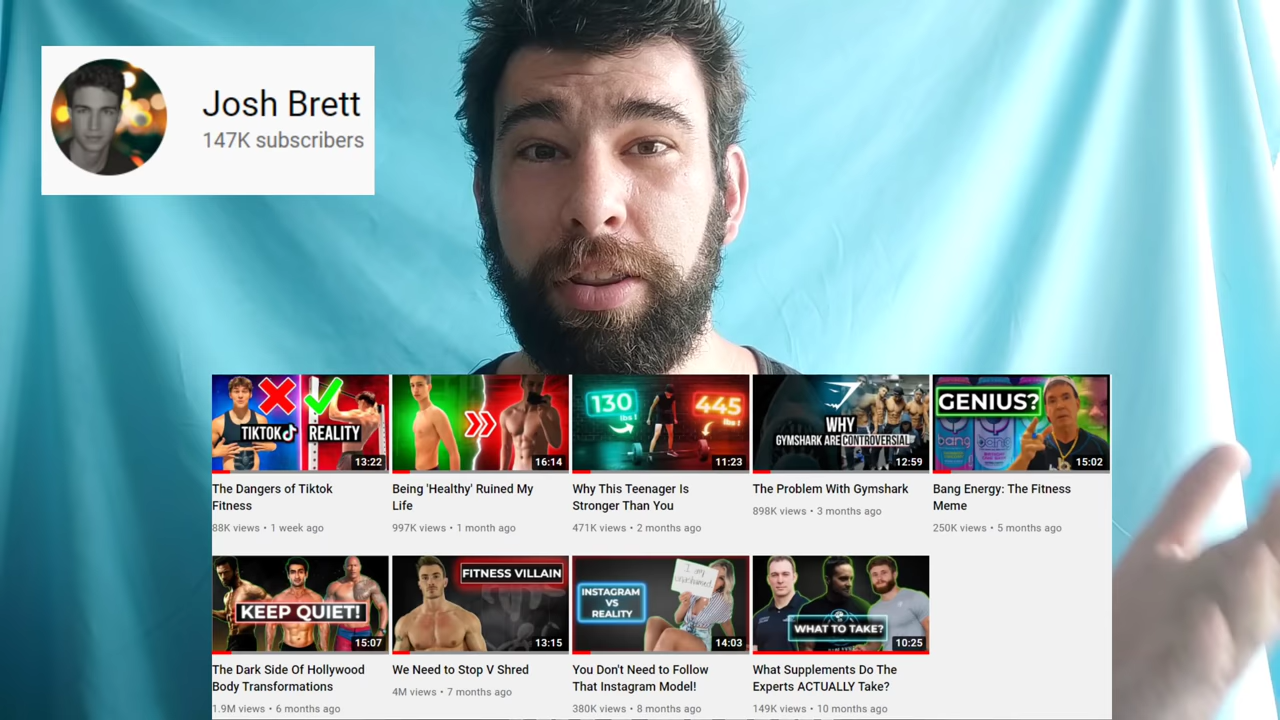 Josh Brett
147K subscribers
TIKTOK REALITY
13:22
16:14
130
lbs!
445
lbs!
11:23
WHY
GYMSHARK ARE CONTROVERSIAL
12:59
GENIUS?
bang
bang
15:02
The Dangers of Tiktok
Fitness
88K views • 1 week ago
Being 'Healthy' Ruined My
Life
997K views • 1 month ago
Why This Teenager Is
Stronger Than You
471K views • 2 months ago
The Problem With Gymshark
898K views • 3 months ago
Bang Energy: The Fitness
Meme
250K views • 5 months ago
KEEP QUIET!
15:07
FITNESS VILLAIN
13:15
INSTAGRAM
VS
REALITY
I am
14:03
WHAT TO TAKE?
10:25
The Dark Side Of Hollywood
Body Transformations
1.9M views • 6 months ago
We Need to Stop V Shred
4M views • 7 months ago
You Don't Need to Follow
That Instagram Model!
380K views • 8 months ago
What Supplements Do The
Experts ACTUALLY Take?
149K views • 10 months ago